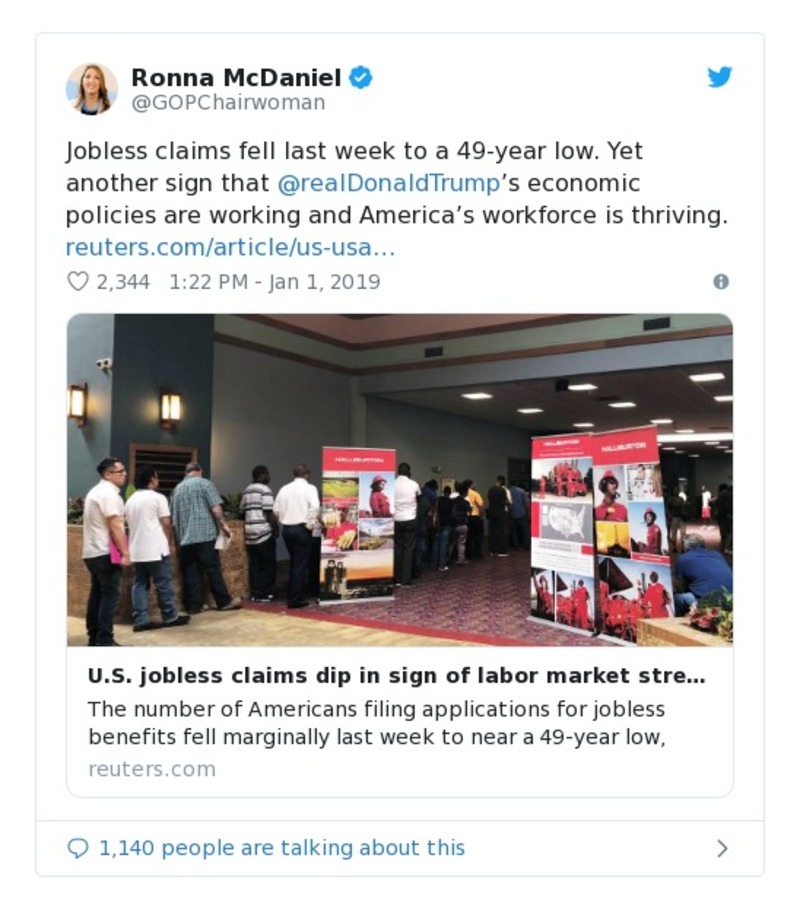 Ronna McDaniel
@GOPChairwoman
Jobless claims fell last week to a 49-year low. Yet
another sign that @realDonaldTrump’s economic
policies are working and America’s workforce is thriving.
reuters.com/article/us-usa…
2,344 1:22 PM - Jan 1, 2019
HALLIBURTON
HALLIBURTON
HALLIBURTON
U.S. jobless claims dip in sign of labor market stre...
The number of Americans filing applications for jobless
benefits fell marginally last week to near a 49-year low,
reuters.com
1,140 people are talking about this